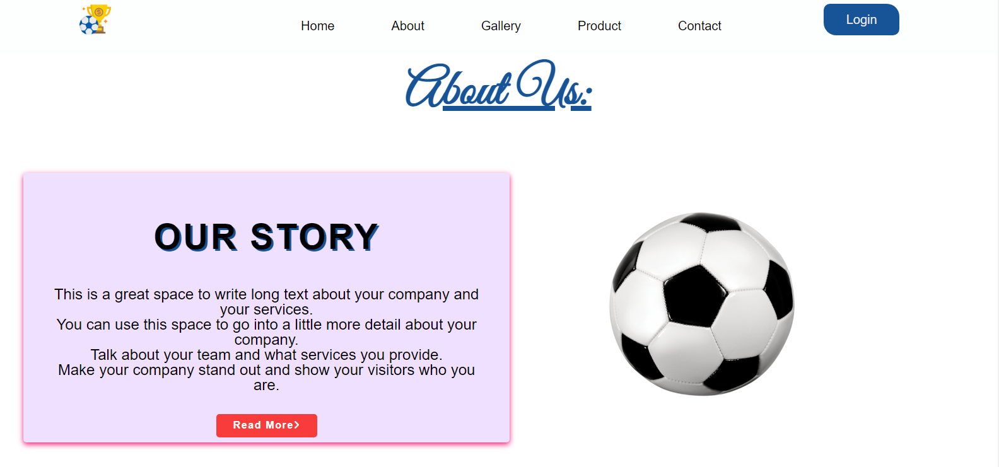 Home About Gallery Product Contact Login
About Us:
OUR STORY
This is a great space to write long text about your company and
your services.
You can use this space to go into a little more detail about your
company.
Talk about your team and what services you provide.
Make your company stand out and show your visitors who you
are.
Read More